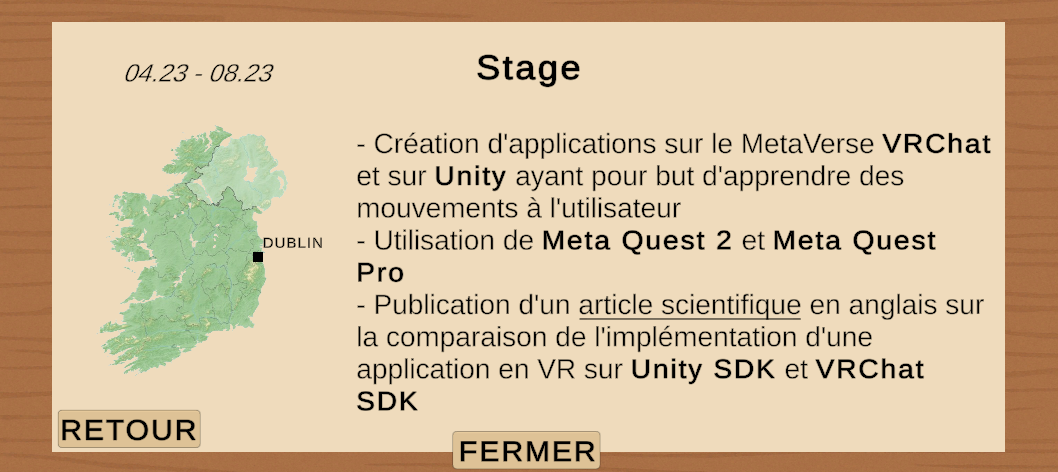 04.23 - 08.23
Stage
DUBLIN
- Création d'applications sur le MetaVerse VRChat
et sur Unity ayant pour but d'apprendre des
mouvements à l'utilisateur
- Utilisation de Meta Quest 2 et Meta Quest
Pro
- Publication d'un article scientifique en anglais sur
la comparaison de l'implémentation d'une
application en VR sur Unity SDK et VRChat
SDK
RETOUR
FERMER